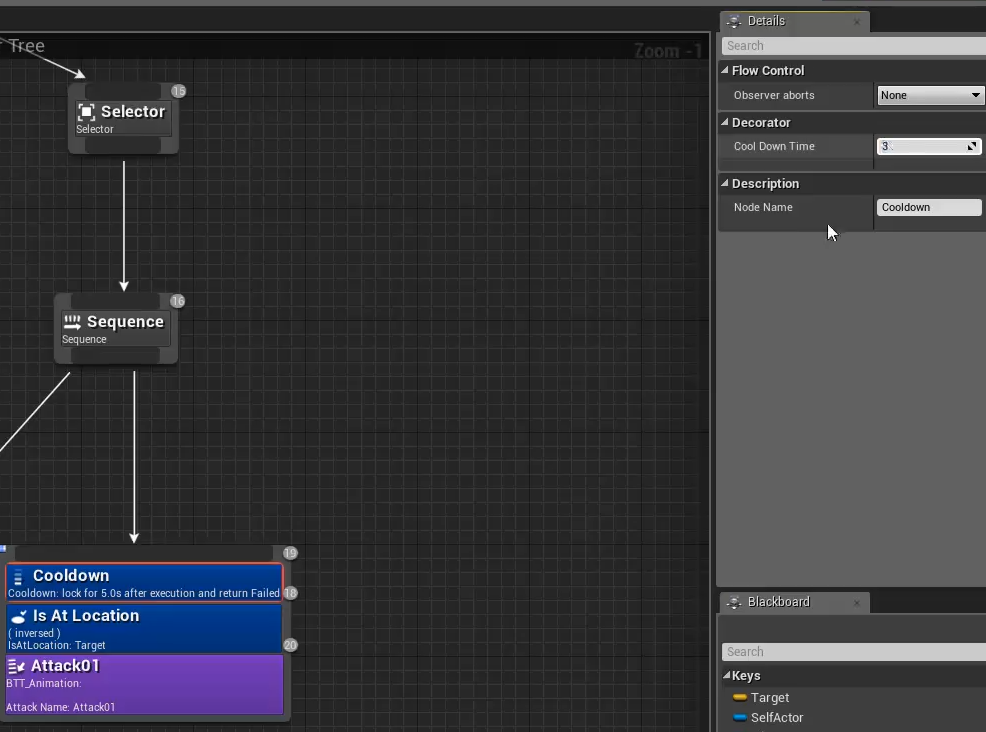 Tree
Zoom -1
15
Selector
Selector
16
Sequence
Sequence
19
Cooldown
Cooldown: lock for 5.0s after execution and return Failed
18
Is At Location
( inversed )
IsAtLocation: Target
20
Attack01
BTT_Animation:
Attack Name: Attack01
Details
Search
Flow Control
Observer aborts
None
Decorator
Cool Down Time
3.
Description
Node Name
Cooldown
Blackboard
Search
Keys
Target
SelfActor